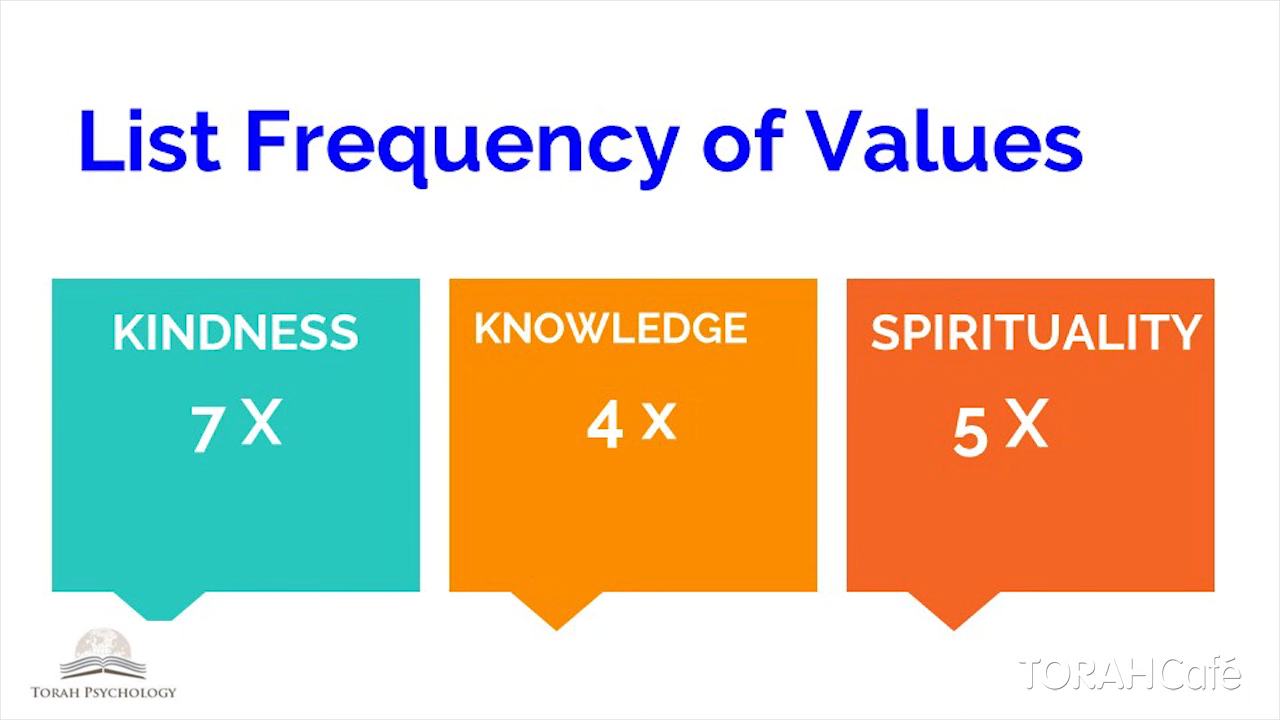 List Frequency of Values
KINDNESS
7 X
KNOWLEDGE
4 x
SPIRITUALITY
5 X
TORAH PSYCHOLOGY
TORAHCafé